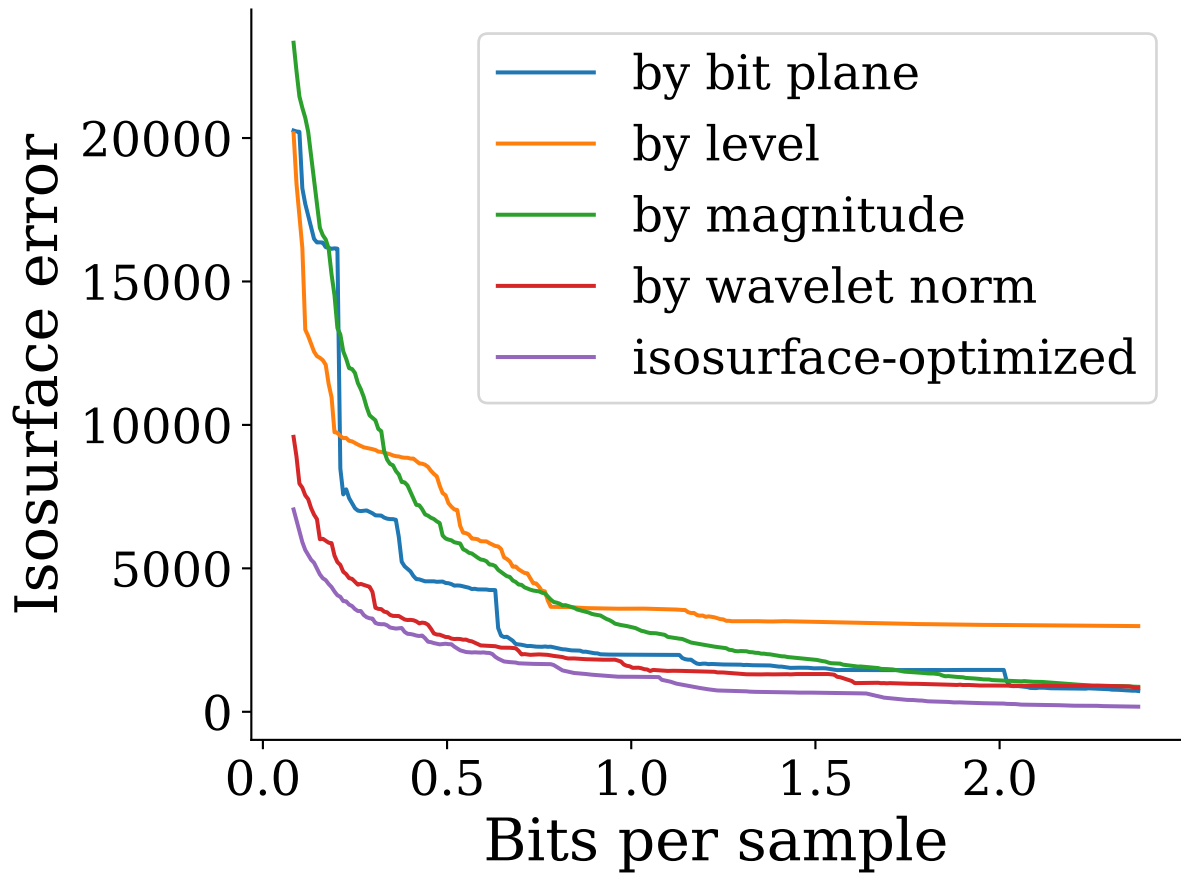 Isosurface error
20000
15000
10000
5000
0
by bit plane
by level
by magnitude
by wavelet norm
isosurface-optimized
0.0 0.5 1.0 1.5 2.0
Bits per sample